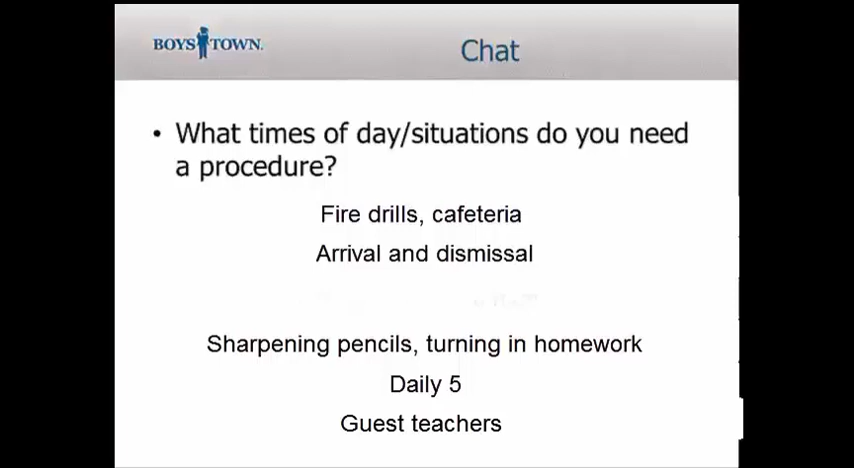 BOYS TOWN.
Chat
• What times of day/situations do you need
a procedure?
Fire drills, cafeteria
Arrival and dismissal
Sharpening pencils, turning in homework
Daily 5
Guest teachers